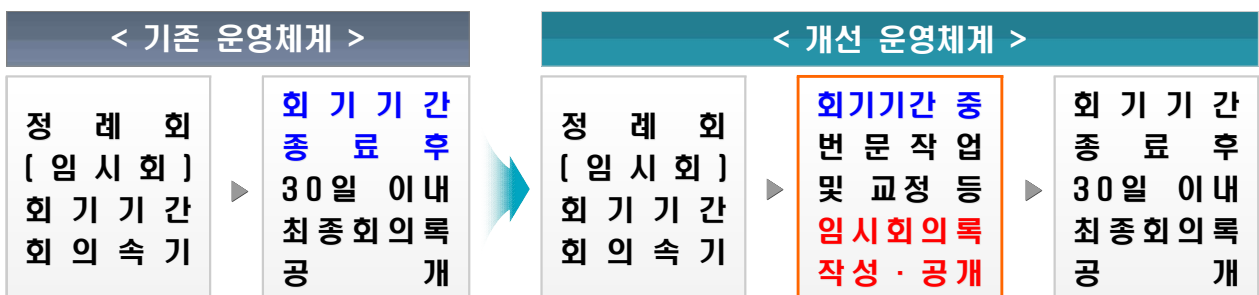 < 기존 운영체계 >
정 례 회
(임시회)
회 기 기 간
회 의 속 기
회 기 기 간
종 료 후
30일 이내
최종회의록
공 개
< 개선 운영체계 >
정 례 회
(임시회)
회 기 기 간
회 의 속 기
회기기간 중
번 문 작 업
및 교정 등
임시회의록
작성 · 공개
회 기 기 간
종 료 후
30일 이내
최종회의록
공 개